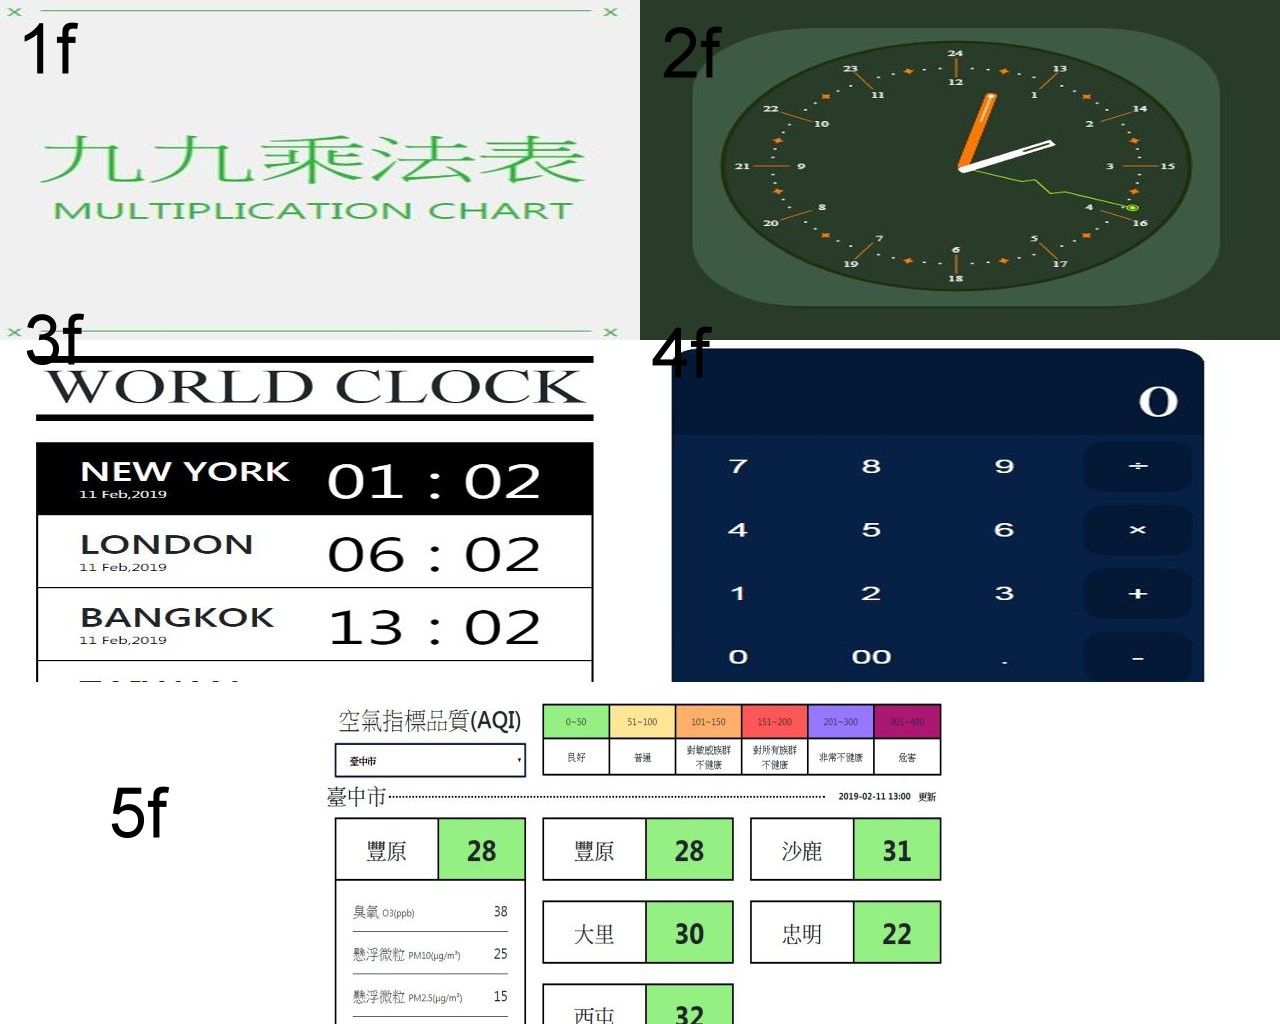 1f
九九乘法表
MULTIPLICATION CHART
2f
24
23 13
12
11 1
22 14
10 2
21 9 3 15
8 4
20 16
7 5
19 6 17
18
3f
WORLD CLOCK
NEW YORK 01 : 02
11 Feb,2019
LONDON 06 : 02
11 Feb,2019
BANGKOK 13 : 02
11 Feb,2019
4f
0
7 8 9 ÷
4 5 6 ×
1 2 3 +
0 00 . -
5f
空氣指標品質(AQI)
0~50 51~100 101~150 151~200 201~300 301~400
良好 普通 對敏感族群 不健康 對所有族群 不健康 非常不健康 危害
臺中市
臺中市 2019-02-11 13:00 更新
豐原 28 豐原 28 沙鹿 31
臭氧 O3(ppb) 38
大里 30 忠明 22
懸浮微粒 PM10(μg/m³) 25
懸浮微粒 PM2.5(μg/m³) 15
西屯 32